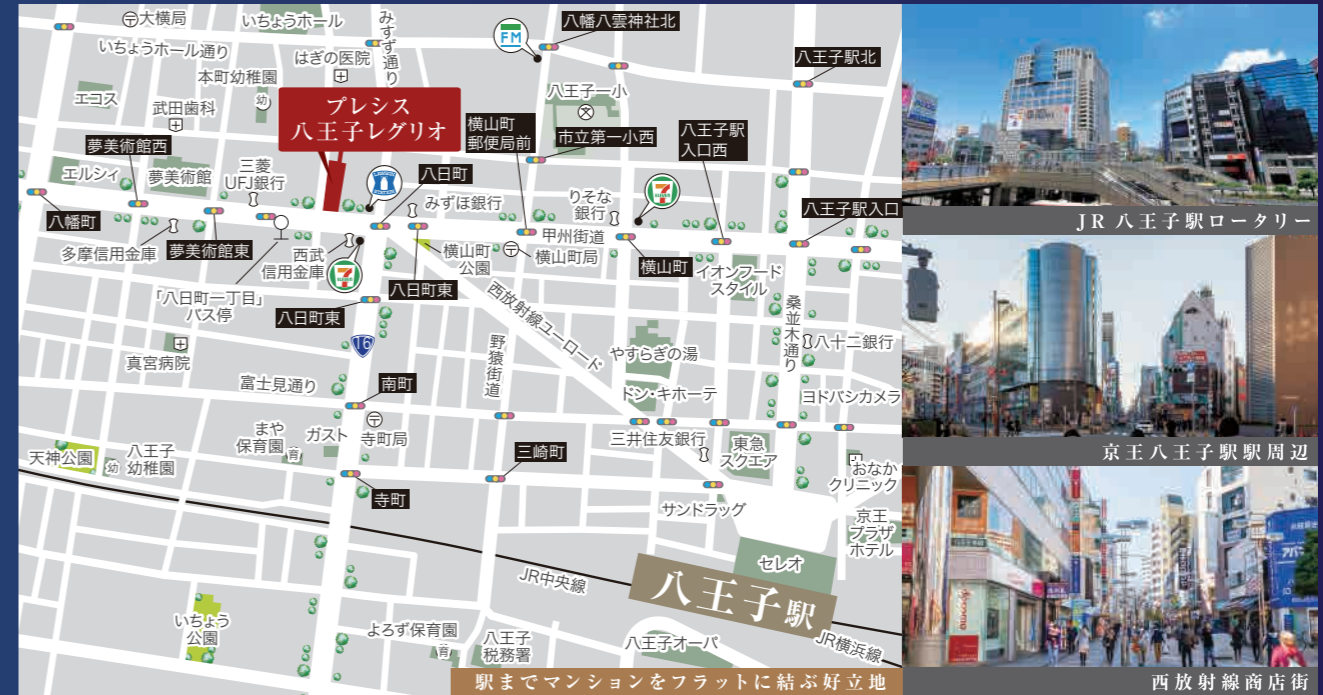 大横局
いちょうホール
みすず通り
八幡八雲神社北
FM
いちょうホール通り
はぎの医院
八王子駅北
本町幼稚園
幼
エコス
武田歯科
八王子一小
プレシス
八王子レグリオ
横山町
郵便局前
市立第一小西
八王子駅
入口西
夢美術館西
三菱
UFJ銀行
エルシィ
夢美術館
八日町
みずほ銀行
りそな
銀行
八王子駅入口
八幡町
多摩信用金庫
夢美術館東
西武
信用金庫
横山町
公園
横山町局
甲州街道
横山町
イオンフード
スタイル
「八日町一丁目」
バス停
八日町東
八日町東
西放射線ユーロード
桑並木通り
16
真宮病院
野猿街道
やすらぎの湯
八十二銀行
富士見通り
南町
ドン・キホーテ
ヨドバシカメラ
まや
保育園
育
ガスト
寺町局
三井住友銀行
東急
スクエア
天神公園
幼
八王子
幼稚園
三崎町
おなか
クリニック
寺町
サンドラッグ
京王
プラザ
ホテル
セレオ
JR中央線
八王子駅
いちょう
公園
よろず保育園
育
八王子
税務署
八王子オーパ
JR横浜線
駅までマンションをフラットに結ぶ好立地
JR八王子駅ロータリー
京王八王子駅駅周辺
西放射線商店街